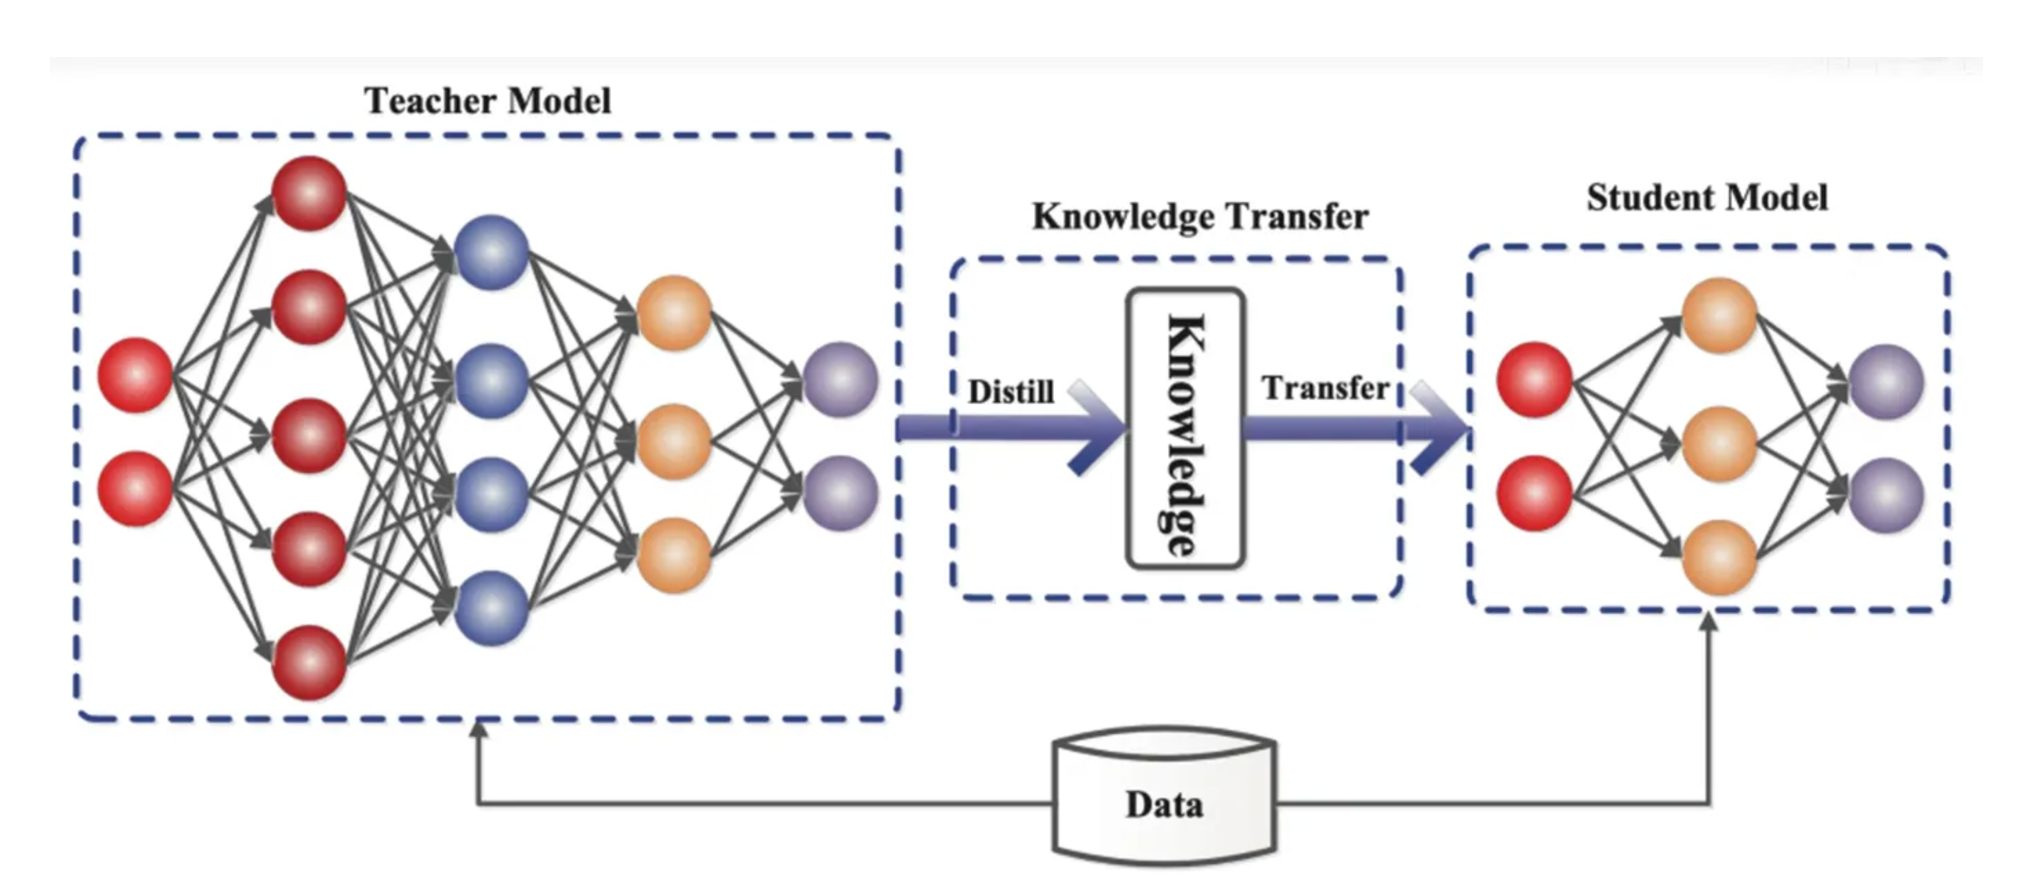 Teacher Model
Knowledge Transfer
Student Model
Distill
Knowledge
Transfer
Data